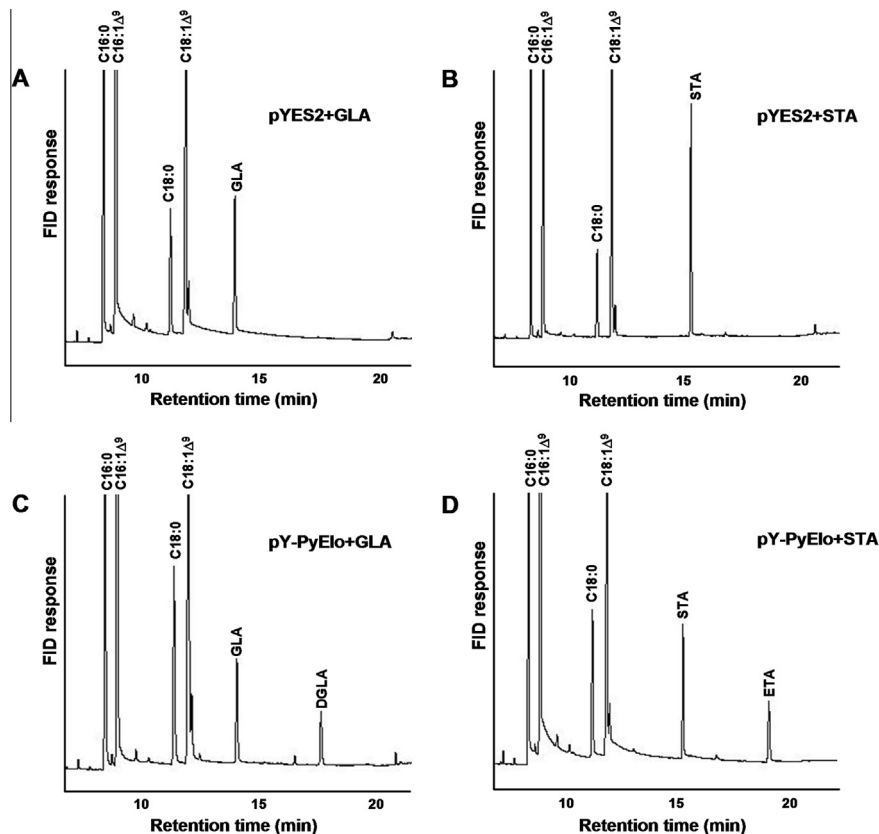 A
C16:0
C16:1Δ⁹
C18:0
C18:1Δ⁹
GLA
pYES2+GLA
FID response
10 15 20
Retention time (min)
B
C16:0
C16:1Δ⁹
C18:0
C18:1Δ⁹
STA
pYES2+STA
FID response
10 15 20
Retention time (min)
C
C16:0
C16:1Δ⁹
C18:0
C18:1Δ⁹
GLA
DGLA
pY-PyElo+GLA
FID response
10 15 20
Retention time (min)
D
C16:0
C16:1Δ⁹
C18:0
C18:1Δ⁹
STA
ETA
pY-PyElo+STA
FID response
10 15 20
Retention time (min)